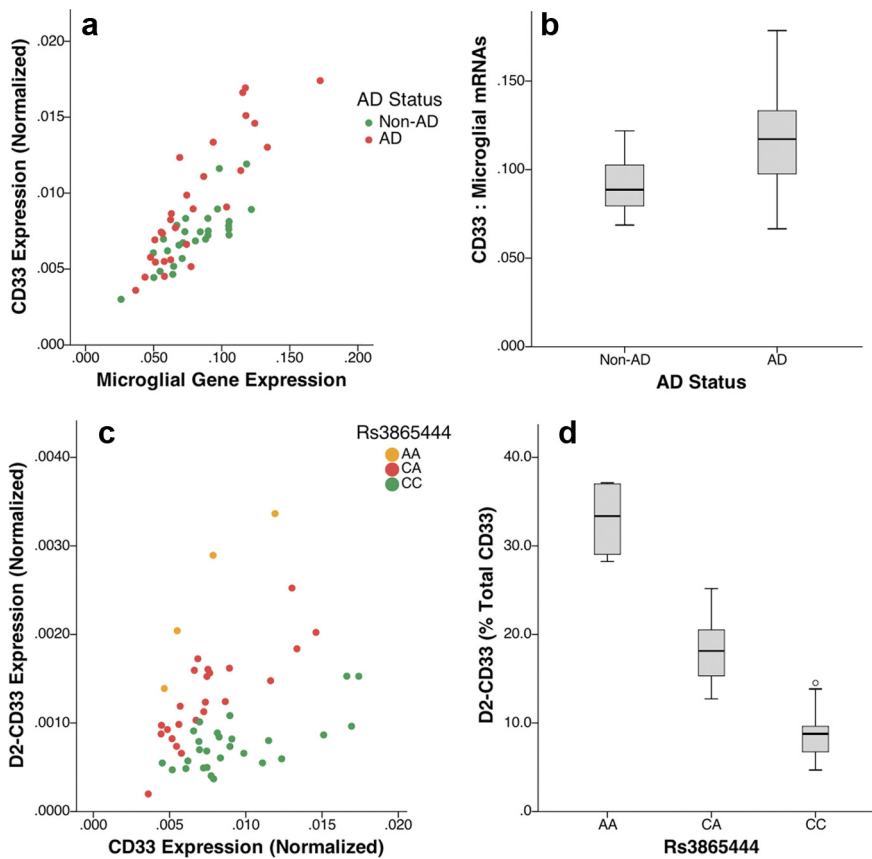 a
CD33 Expression (Normalized)
.020
.015
.010
.005
.000
.000
.050
.100
.150
.200
Microglial Gene Expression
AD Status
Non-AD
AD
b
CD33 : Microglial mRNAs
.150
.100
.050
.000
Non-AD
AD
AD Status
c
D2-CD33 Expression (Normalized)
.0040
.0030
.0020
.0010
.0000
.000
.005
.010
.015
.020
CD33 Expression (Normalized)
Rs3865444
AA
CA
CC
d
D2-CD33 (% Total CD33)
40.0
30.0
20.0
10.0
.0
AA
CA
CC
Rs3865444